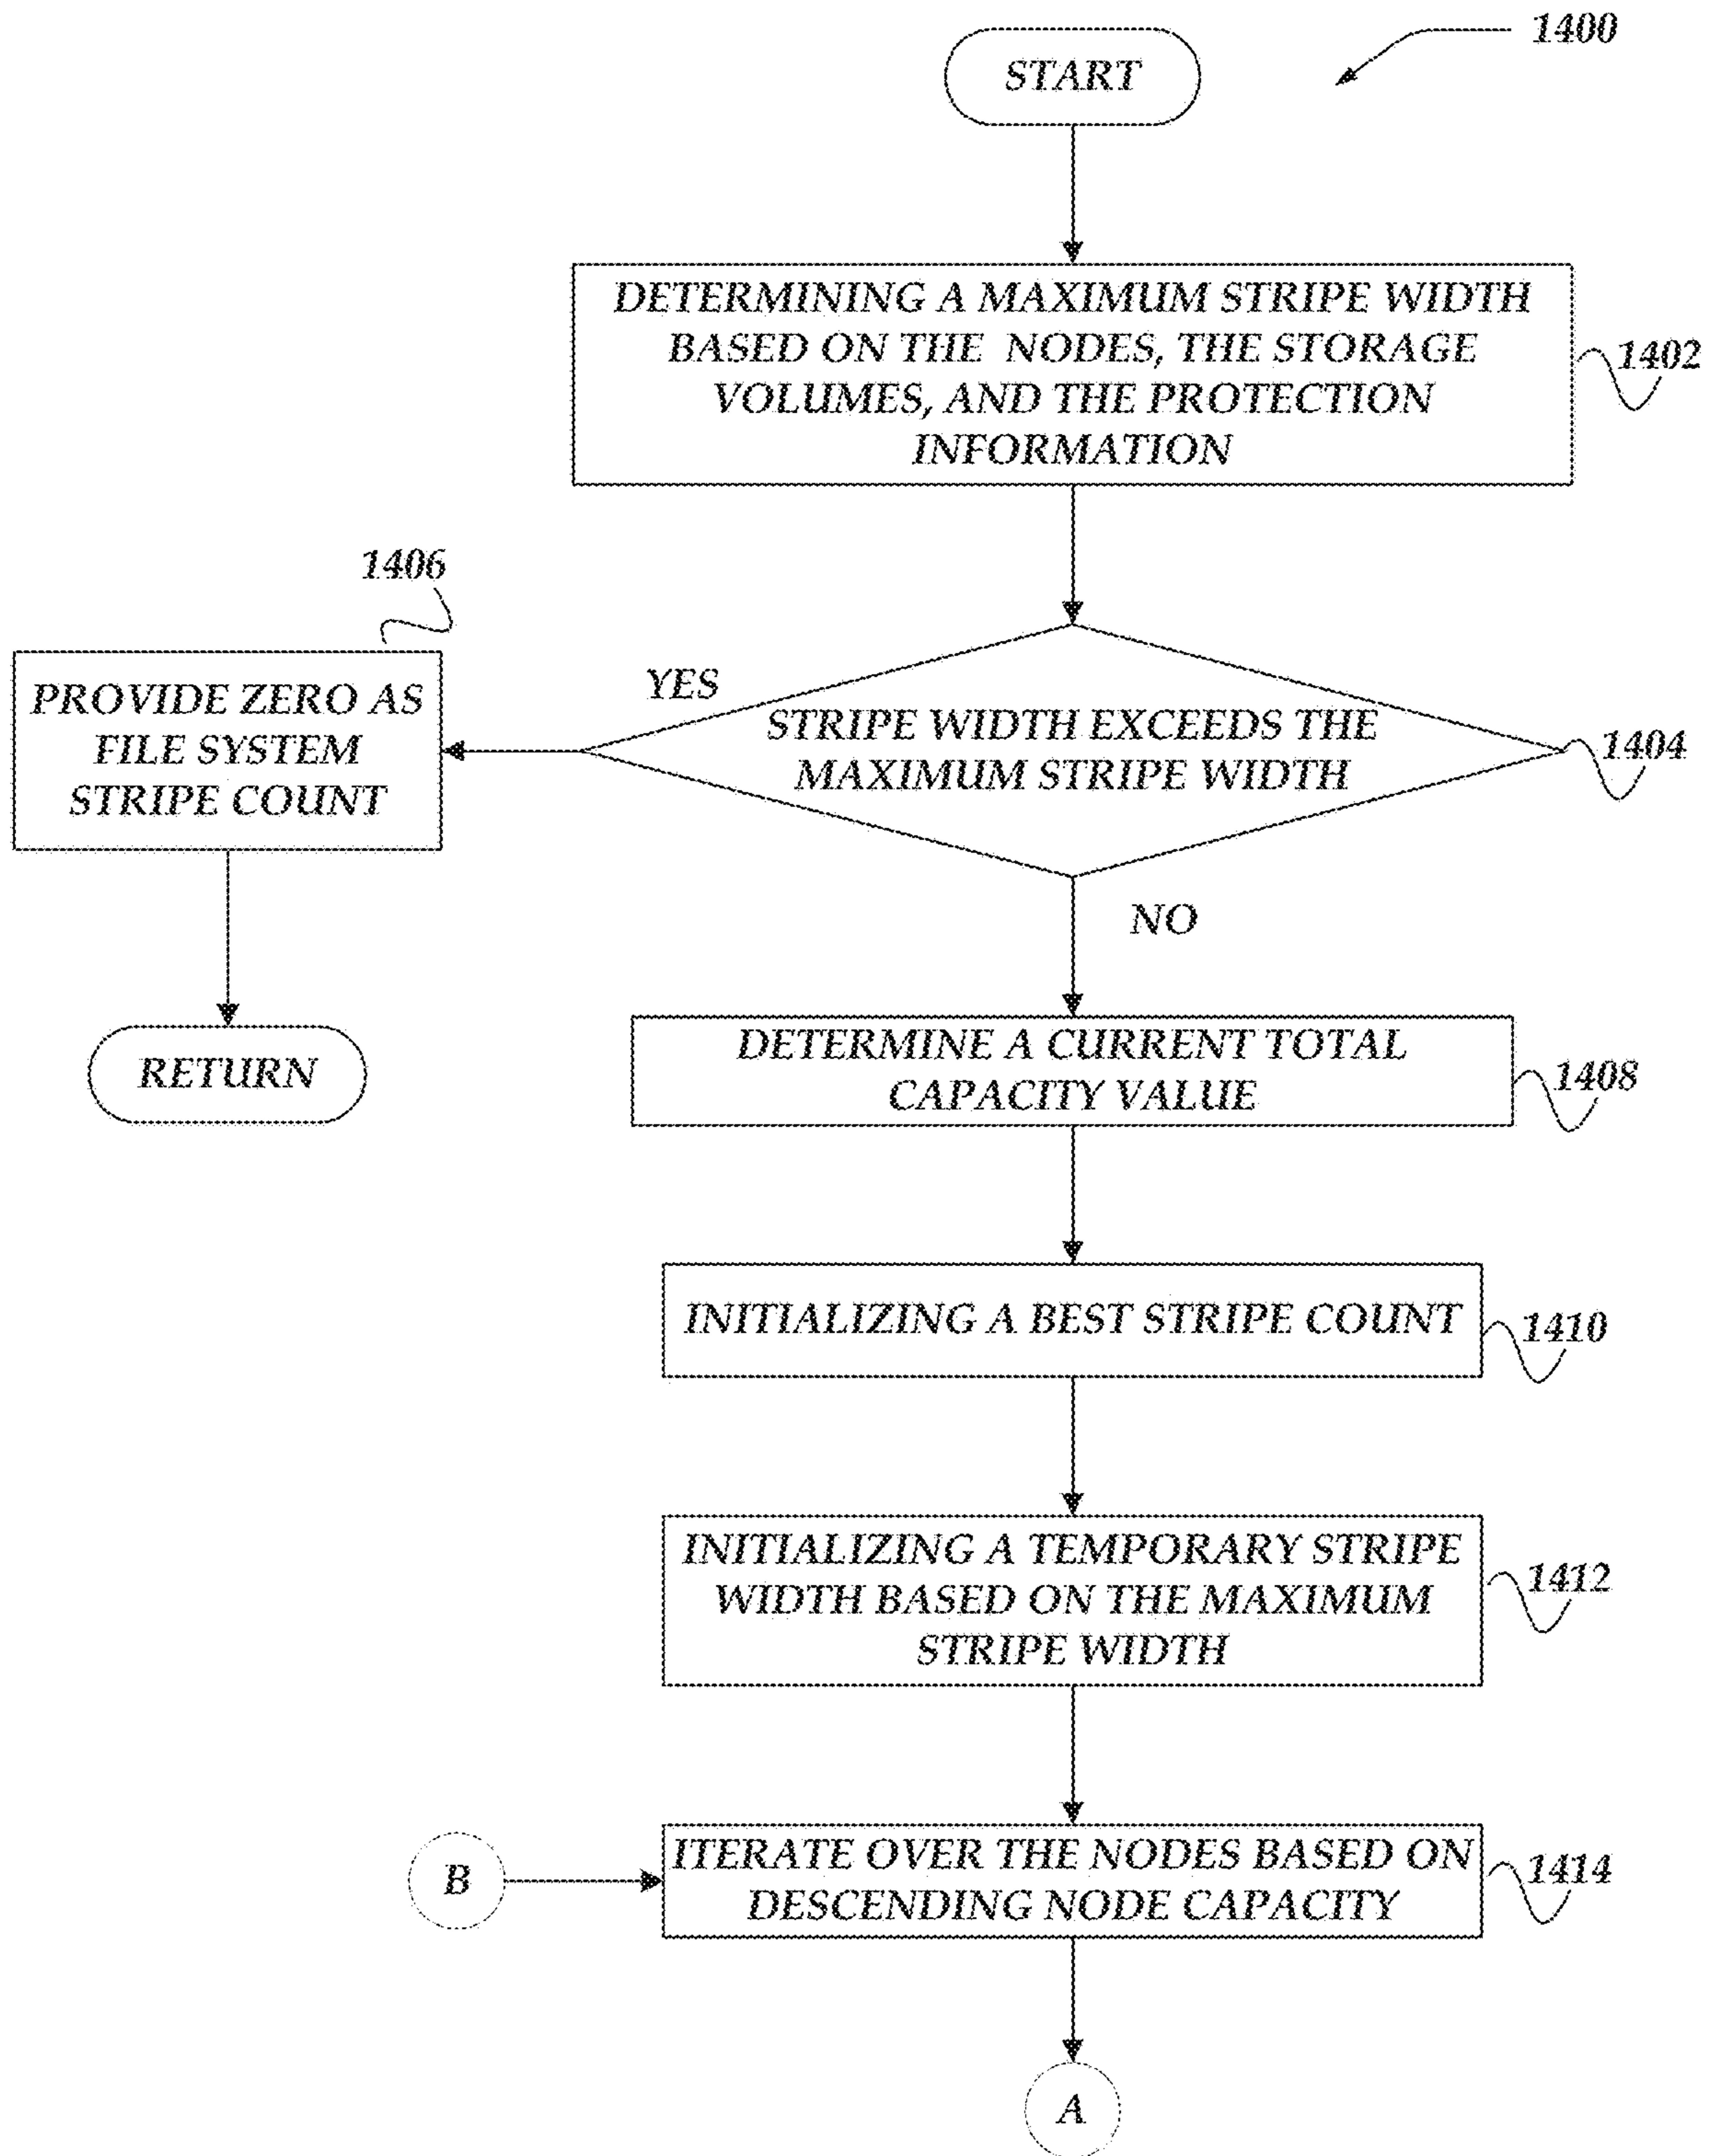 1400
START
DETERMINING A MAXIMUM STRIPE WIDTH
BASED ON THE NODES, THE STORAGE
VOLUMES, AND THE PROTECTION
INFORMATION
1402
1406
PROVIDE ZERO AS
FILE SYSTEM
STRIPE COUNT
YES
STRIPE WIDTH EXCEEDS THE
MAXIMUM STRIPE WIDTH
1404
NO
RETURN
DETERMINE A CURRENT TOTAL
CAPACITY VALUE
1408
INITIALIZING A BEST STRIPE COUNT
1410
INITIALIZING A TEMPORARY STRIPE
WIDTH BASED ON THE MAXIMUM
STRIPE WIDTH
1412
B
ITERATE OVER THE NODES BASED ON
DESCENDING NODE CAPACITY
1414
A